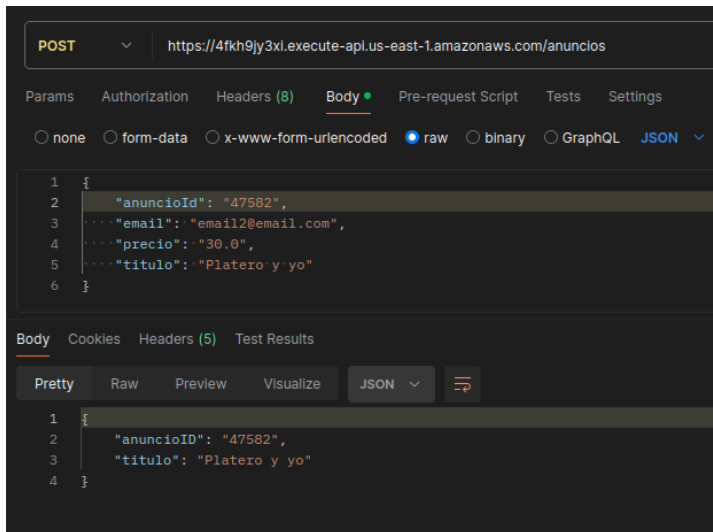 POST https://4fkh9jy3xi.execute-api.us-east-1.amazonaws.com/anuncios
Params Authorization Headers (8) Body Pre-request Script Tests Settings
none form-data x-www-form-urlencoded raw binary GraphQL JSON
1 {
2 "anuncioId": "47582",
3 "email": "email2@email.com",
4 "precio": "30.0",
5 "titulo": "Platero y yo"
6 }
Body Cookies Headers (5) Test Results
Pretty Raw Preview Visualize JSON
1 {
2 "anuncioID": "47582",
3 "titulo": "Platero y yo"
4 }